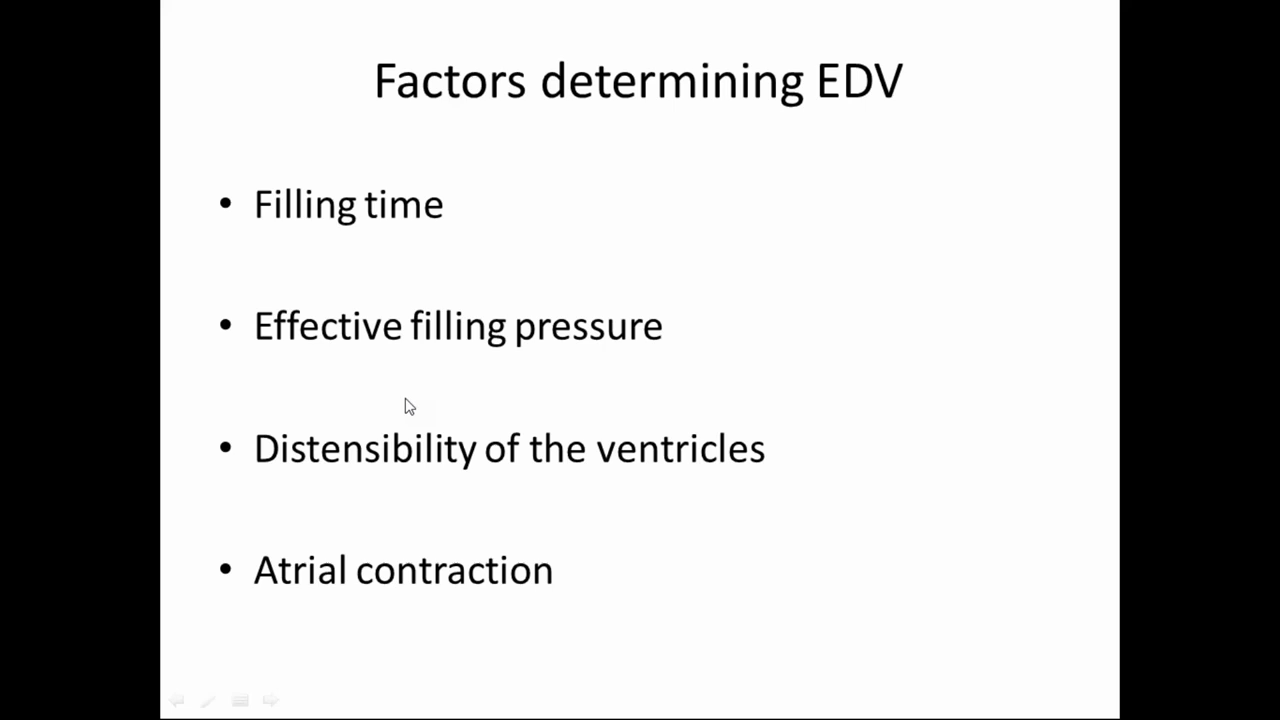 Factors determining EDV
• Filling time
• Effective filling pressure
• Distensibility of the ventricles
• Atrial contraction